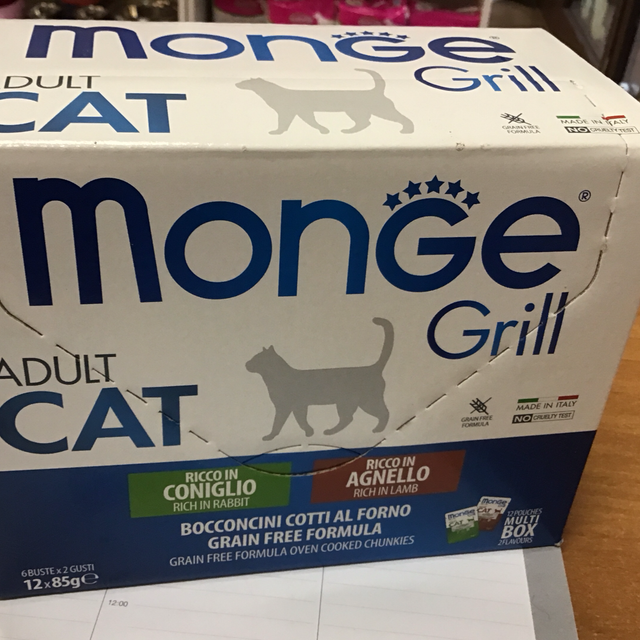 monGe
Grill
ADULT
CAT
GRAIN FREE
FORMULA
MADE IN ITALY
NO CRUELTY TEST
monGe®
Grill
ADULT
CAT
GRAIN FREE
FORMULA
MADE IN ITALY
NO CRUELTY TEST
RICCO IN
CONIGLIO
RICH IN RABBIT
RICCO IN
AGNELLO
RICH IN LAMB
BOCCONCINI COTTI AL FORNO
GRAIN FREE FORMULA
GRAIN FREE FORMULA OVEN COOKED CHUNKIES
6 BUSTE x 2 GUSTI
12x85g℮
monGe
CAT
monGe
12 POUCHES
MULTI
BOX
2 FLAVOURS
12:00